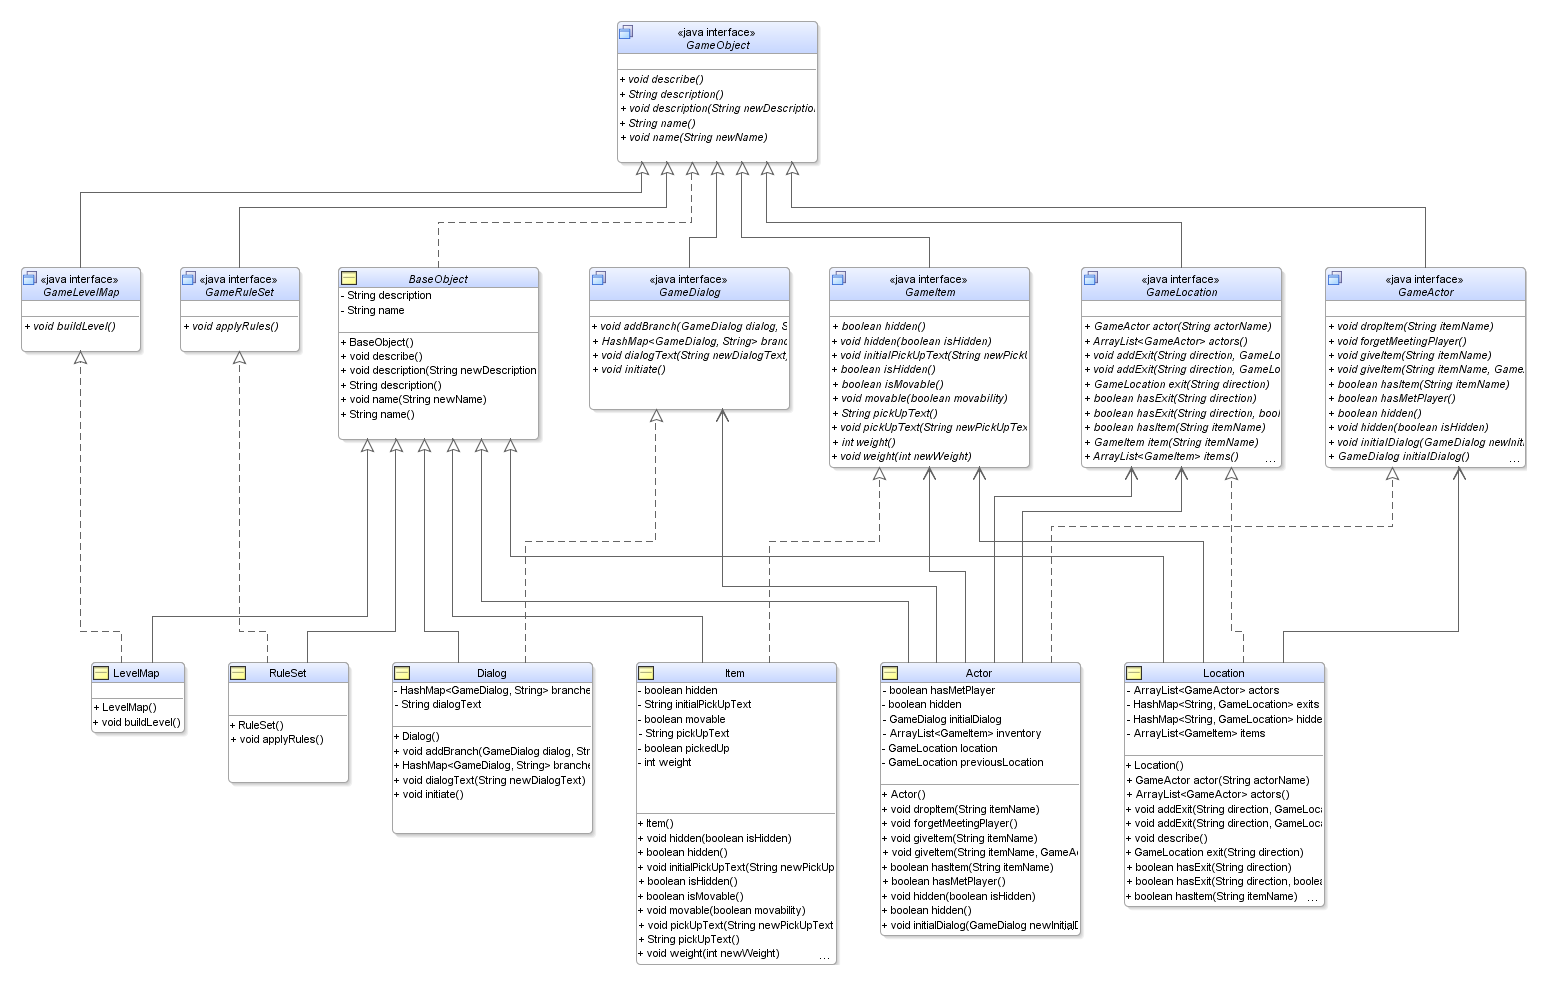 «java interface»
GameObject
+ void describe()
+ String description()
+ void description(String newDescription
+ String name()
+ void name(String newName)
«java interface»
GameLevelMap
+ void buildLevel()
«java interface»
GameRuleSet
+ void applyRules()
BaseObject
- String description
- String name
+ BaseObject()
+ void describe()
+ void description(String newDescription
+ String description()
+ void name(String newName)
+ String name()
«java interface»
GameDialog
+ void addBranch(GameDialog dialog, S
+ HashMap<GameDialog, String> branc
+ void dialogText(String newDialogText)
+ void initiate()
«java interface»
GameItem
+ boolean hidden()
+ void hidden(boolean isHidden)
+ void initialPickUpText(String newPickU
+ boolean isHidden()
+ boolean isMovable()
+ void movable(boolean movability)
+ String pickUpText()
+ void pickUpText(String newPickUpTex
+ int weight()
+ void weight(int newWeight)
«java interface»
GameLocation
+ GameActor actor(String actorName)
+ ArrayList<GameActor> actors()
+ void addExit(String direction, GameLo
+ void addExit(String direction, GameLo
+ GameLocation exit(String direction)
+ boolean hasExit(String direction)
+ boolean hasExit(String direction, bool
+ boolean hasItem(String itemName)
+ GameItem item(String itemName)
+ ArrayList<GameItem> items() ...
«java interface»
GameActor
+ void dropItem(String itemName)
+ void forgetMeetingPlayer()
+ void giveItem(String itemName)
+ void giveItem(String itemName, Game
+ boolean hasItem(String itemName)
+ boolean hasMetPlayer()
+ boolean hidden()
+ void hidden(boolean isHidden)
+ void initialDialog(GameDialog newInit
+ GameDialog initialDialog() ...
LevelMap
+ LevelMap()
+ void buildLevel()
RuleSet
+ RuleSet()
+ void applyRules()
Dialog
- HashMap<GameDialog, String> branche
- String dialogText
+ Dialog()
+ void addBranch(GameDialog dialog, Str
+ HashMap<GameDialog, String> branche
+ void dialogText(String newDialogText)
+ void initiate()
Item
- boolean hidden
- String initialPickUpText
- boolean movable
- String pickUpText
- boolean pickedUp
- int weight
+ Item()
+ void hidden(boolean isHidden)
+ boolean hidden()
+ void initialPickUpText(String newPickUp
+ boolean isHidden()
+ boolean isMovable()
+ void movable(boolean movability)
+ void pickUpText(String newPickUpText
+ String pickUpText()
+ void weight(int newWeight) ...
Actor
- boolean hasMetPlayer
- boolean hidden
- GameDialog initialDialog
- ArrayList<GameItem> inventory
- GameLocation location
- GameLocation previousLocation
+ Actor()
+ void dropItem(String itemName)
+ void forgetMeetingPlayer()
+ void giveItem(String itemName)
+ void giveItem(String itemName, GameA
+ boolean hasItem(String itemName)
+ boolean hasMetPlayer()
+ void hidden(boolean isHidden)
+ boolean hidden()
+ void initialDialog(GameDialog newInitialD
Location
- ArrayList<GameActor> actors
- HashMap<String, GameLocation> exits
- HashMap<String, GameLocation> hidde
- ArrayList<GameItem> items
+ Location()
+ GameActor actor(String actorName)
+ ArrayList<GameActor> actors()
+ void addExit(String direction, GameLoca
+ void addExit(String direction, GameLoca
+ void describe()
+ GameLocation exit(String direction)
+ boolean hasExit(String direction)
+ boolean hasExit(String direction, boolea
+ boolean hasItem(String itemName) ...